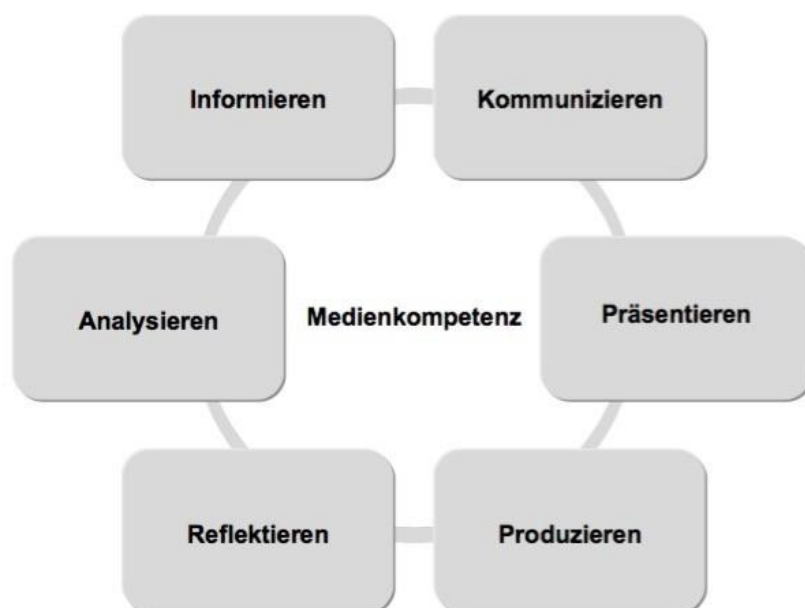 Informieren
Kommunizieren
Analysieren
Medienkompetenz
Präsentieren
Reflektieren
Produzieren